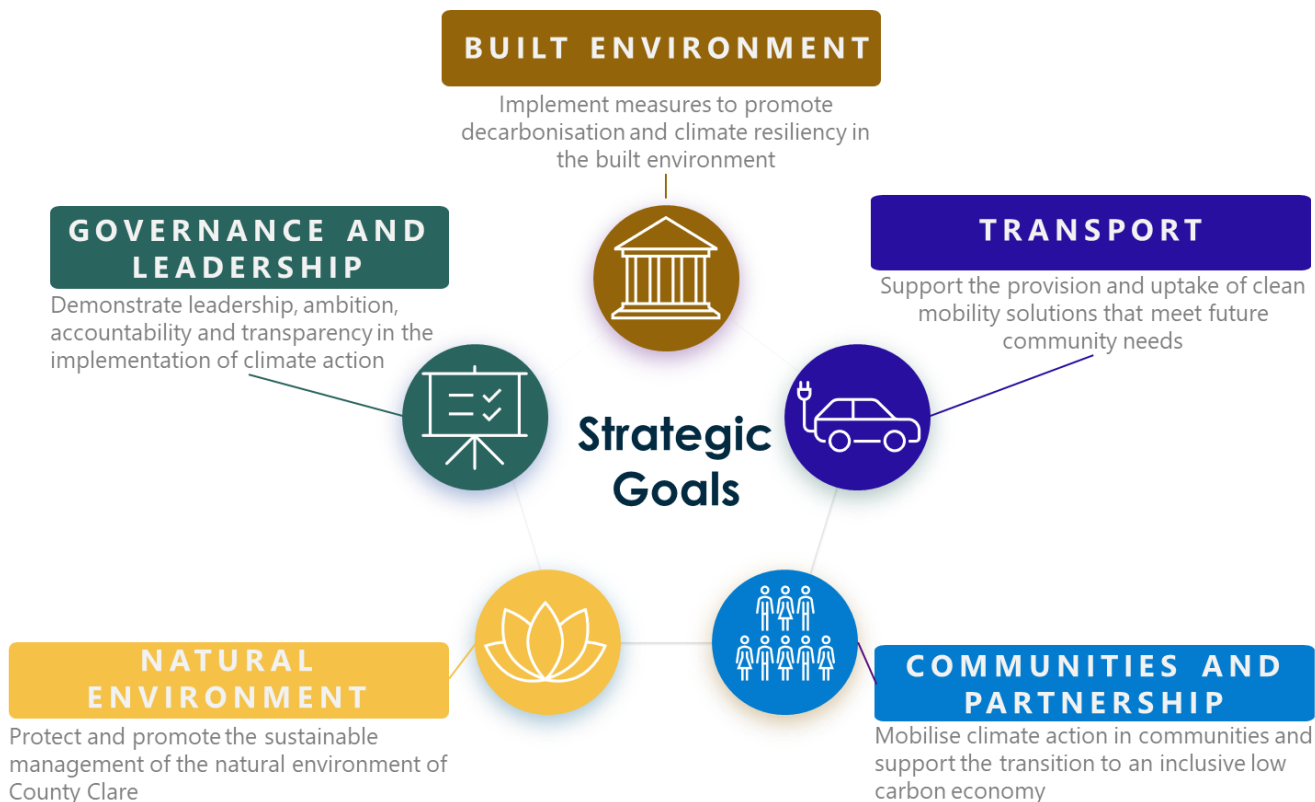 BUILT ENVIRONMENT
Implement measures to promote
decarbonisation and climate resiliency in
the built environment
GOVERNANCE AND
LEADERSHIP
Demonstrate leadership, ambition,
accountability and transparency in the
implementation of climate action
TRANSPORT
Support the provision and uptake of clean
mobility solutions that meet future
community needs
Strategic
Goals
NATURAL
ENVIRONMENT
Protect and promote the sustainable
management of the natural environment of
County Clare
COMMUNITIES AND
PARTNERSHIP
Mobilise climate action in communities and
support the transition to an inclusive low
carbon economy